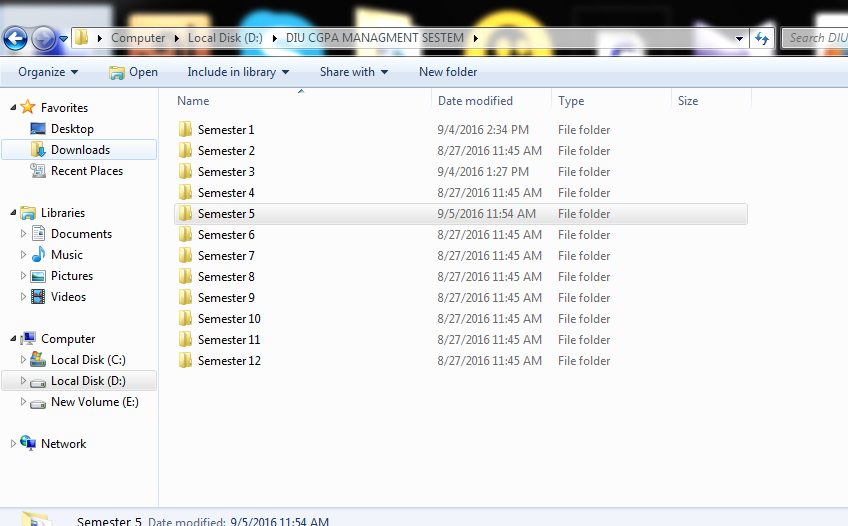 Computer Local Disk (D:) DIU CGPA MANAGMENT SESTEM Search DIU
Organize Open Include in library Share with New folder
Favorites
Desktop
Downloads
Recent Places
Libraries
Documents
Music
Pictures
Videos
Computer
Local Disk (C:)
Local Disk (D:)
New Volume (E:)
Network
Name Date modified Type Size
Semester 1 9/4/2016 2:34 PM File folder
Semester 2 8/27/2016 11:45 AM File folder
Semester 3 9/4/2016 1:27 PM File folder
Semester 4 8/27/2016 11:45 AM File folder
Semester 5 9/5/2016 11:54 AM File folder
Semester 6 8/27/2016 11:45 AM File folder
Semester 7 8/27/2016 11:45 AM File folder
Semester 8 8/27/2016 11:45 AM File folder
Semester 9 8/27/2016 11:45 AM File folder
Semester 10 8/27/2016 11:45 AM File folder
Semester 11 8/27/2016 11:45 AM File folder
Semester 12 8/27/2016 11:45 AM File folder
Semester 5 Date modified: 9/5/2016 11:54 AM